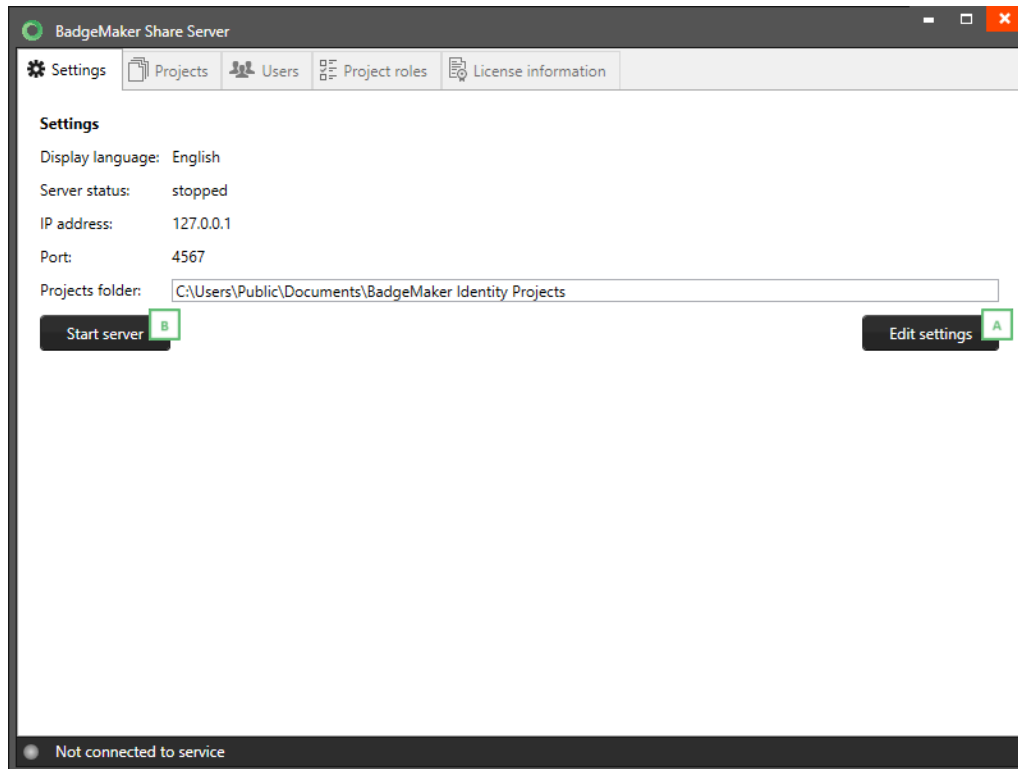 BadgeMaker Share Server
Settings Projects Users Project roles License information
Settings
Display language: English
Server status: stopped
IP address: 127.0.0.1
Port: 4567
Projects folder: C:\Users\Public\Documents\BadgeMaker Identity Projects
Start server B Edit settings A
Not connected to service